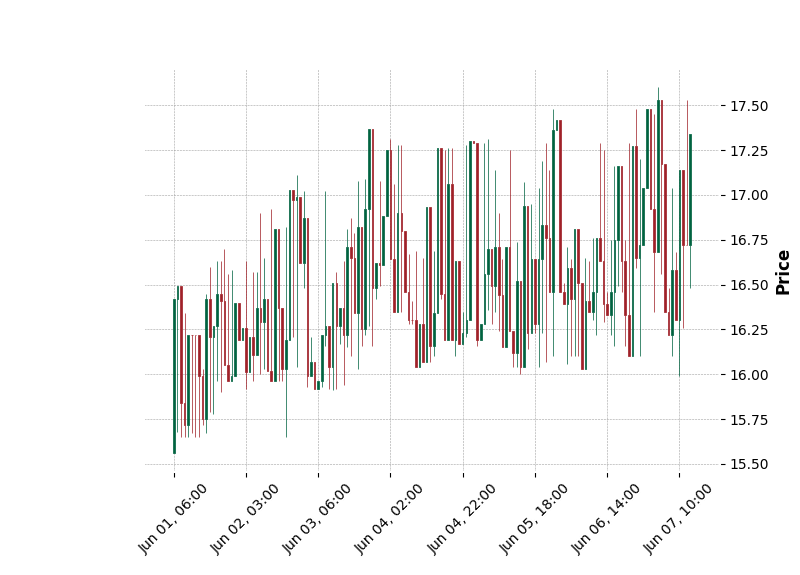 17.50
17.25
17.00
16.75
16.50
16.25
16.00
15.75
15.50
Price
Jun 01, 06:00
Jun 02, 03:00
Jun 03, 06:00
Jun 04, 02:00
Jun 04, 22:00
Jun 05, 18:00
Jun 06, 14:00
Jun 07, 10:00